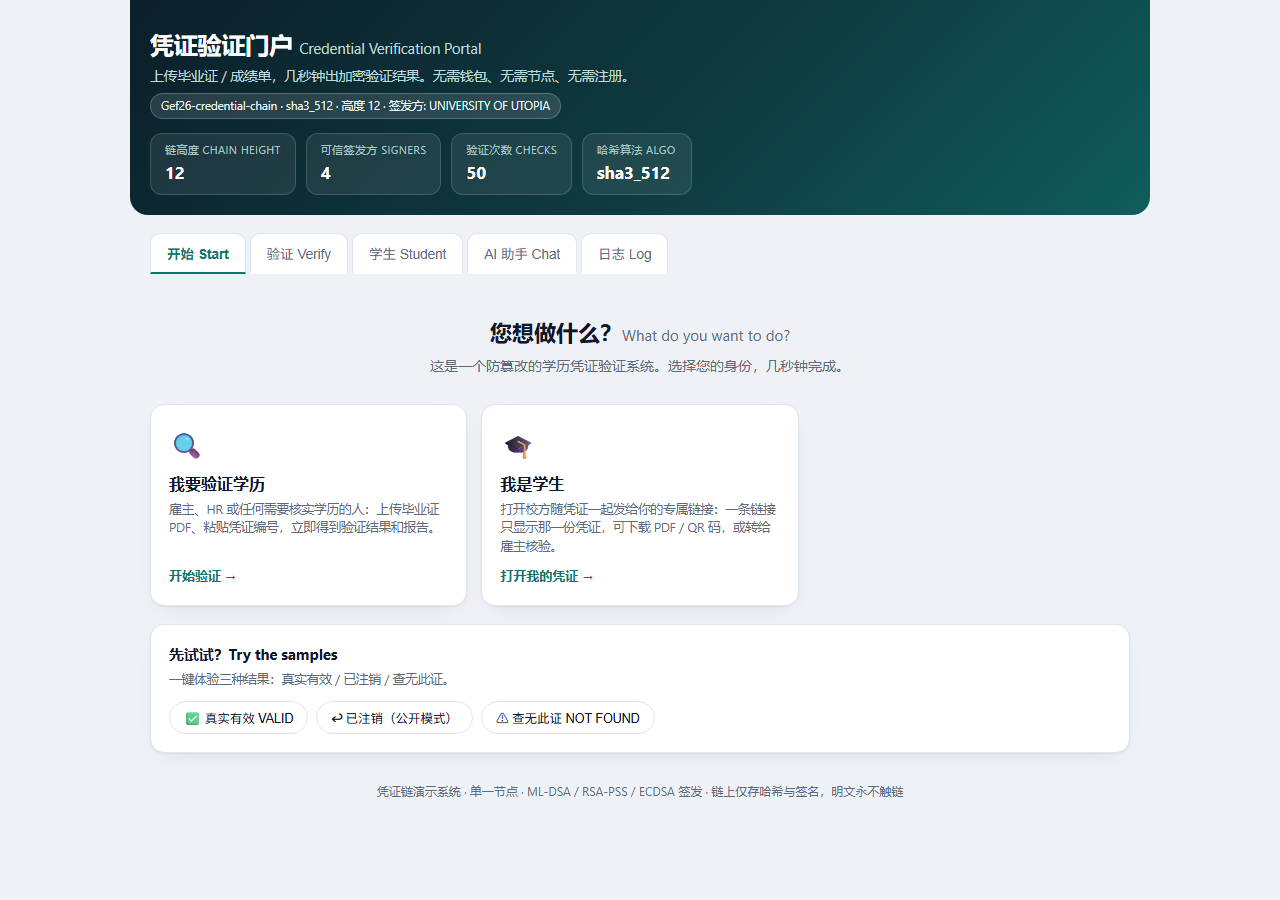 凭证验证门户 Credential Verification Portal
上传毕业证 / 成绩单，几秒钟出加密验证结果。无需钱包、无需节点、无需注册。
Gef26-credential-chain · sha3_512 · 高度 12 · 签发方: UNIVERSITY OF UTOPIA
链高度 CHAIN HEIGHT
12
可信签发方 SIGNERS
4
验证次数 CHECKS
50
哈希算法 ALGO
sha3_512
开始 Start
验证 Verify
学生 Student
AI 助手 Chat
日志 Log
您想做什么？ What do you want to do?
这是一个防篡改的学历凭证验证系统。选择您的身份，几秒钟完成。
我要验证学历
雇主、HR 或任何需要核实学历的人：上传毕业证
PDF、粘贴凭证编号，立即得到验证结果和报告。
开始验证 →
我是学生
打开校方随凭证一起发给你的专属链接：一条链接
只显示那一份凭证，可下载 PDF / QR 码，或转给
雇主核验。
打开我的凭证 →
先试试？Try the samples
一键体验三种结果：真实有效 / 已注销 / 查无此证。
✅ 真实有效 VALID
↩ 已注销（公开模式）
⚠ 查无此证 NOT FOUND
凭证链演示系统 · 单一节点 · ML-DSA / RSA-PSS / ECDSA 签发 · 链上仅存哈希与签名，明文永不触链